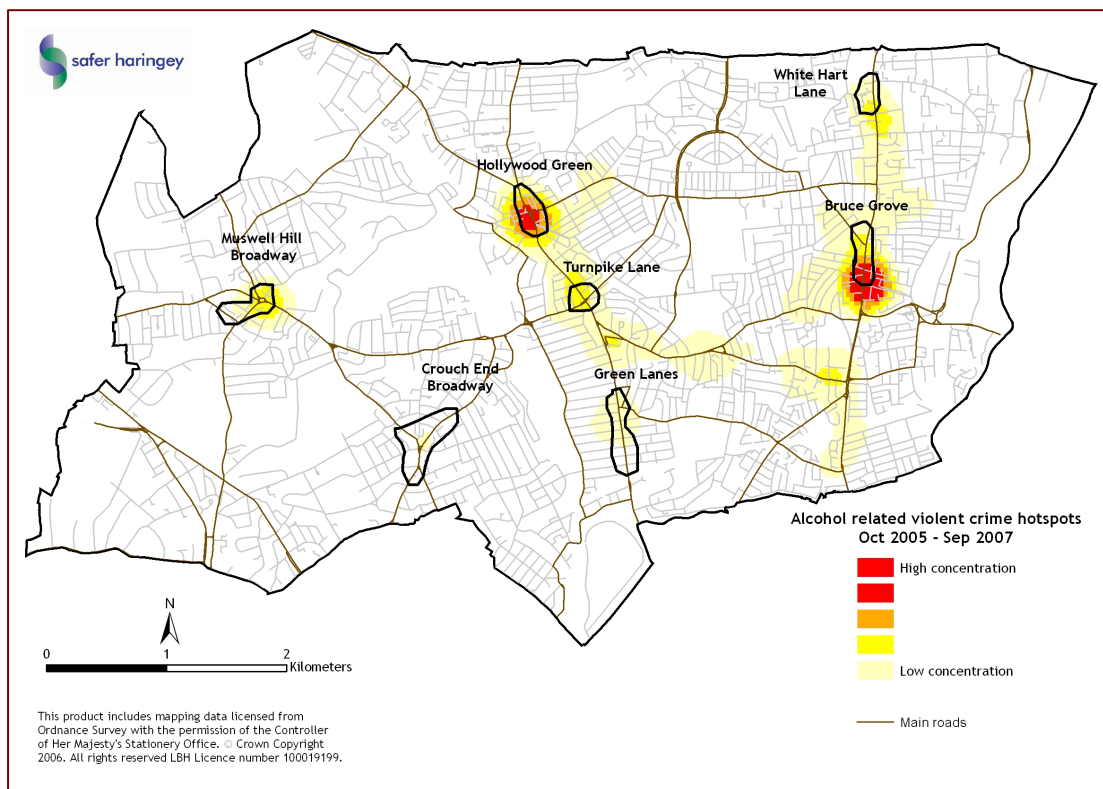 safer haringey
White Hart
Lane
Hollywood Green
Bruce Grove
Muswell Hill
Broadway
Turnpike Lane
Crouch End
Broadway
Green Lanes
Alcohol related violent crime hotspots
Oct 2005 - Sep 2007
High concentration
Low concentration
Main roads
N
0 1 2
Kilometers
This product includes mapping data licensed from
Ordnance Survey with the permission of the Controller
of Her Majesty's Stationery Office. © Crown Copyright
2006. All rights reserved LBH Licence number 100019199.